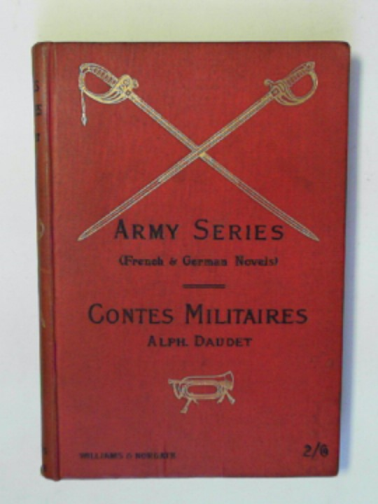 ARMY SERIES
(French & German Novels)
CONTES MILITAIRES
ALPH. DAUDET
WILLIAMS & NORGATE
2/6